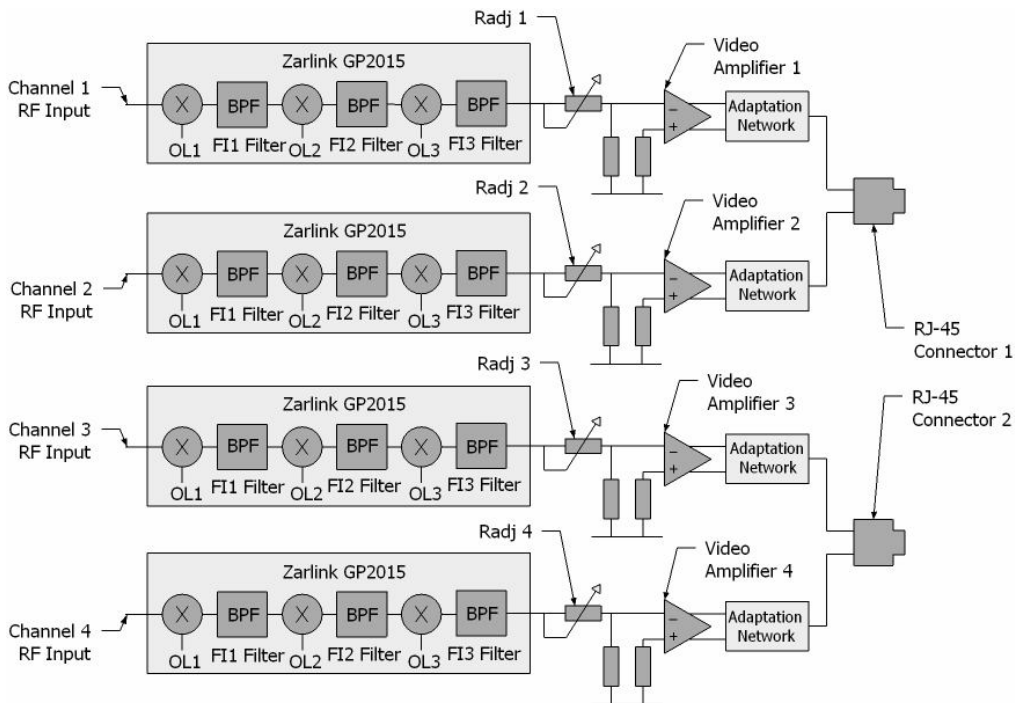 Radj 1
Video
Amplifier 1
Zarlink GP2015
Channel 1
RF Input
X
BPF
X
BPF
X
BPF
OL1
FI1 Filter
OL2
FI2 Filter
OL3
FI3 Filter
−
+
Adaptation
Network
Radj 2
Video
Amplifier 2
Zarlink GP2015
Channel 2
RF Input
X
BPF
X
BPF
X
BPF
OL1
FI1 Filter
OL2
FI2 Filter
OL3
FI3 Filter
−
+
Adaptation
Network
RJ-45
Connector 1
Radj 3
Video
Amplifier 3
RJ-45
Connector 2
Zarlink GP2015
Channel 3
RF Input
X
BPF
X
BPF
X
BPF
OL1
FI1 Filter
OL2
FI2 Filter
OL3
FI3 Filter
−
+
Adaptation
Network
Radj 4
Video
Amplifier 4
Zarlink GP2015
Channel 4
RF Input
X
BPF
X
BPF
X
BPF
OL1
FI1 Filter
OL2
FI2 Filter
OL3
FI3 Filter
−
+
Adaptation
Network